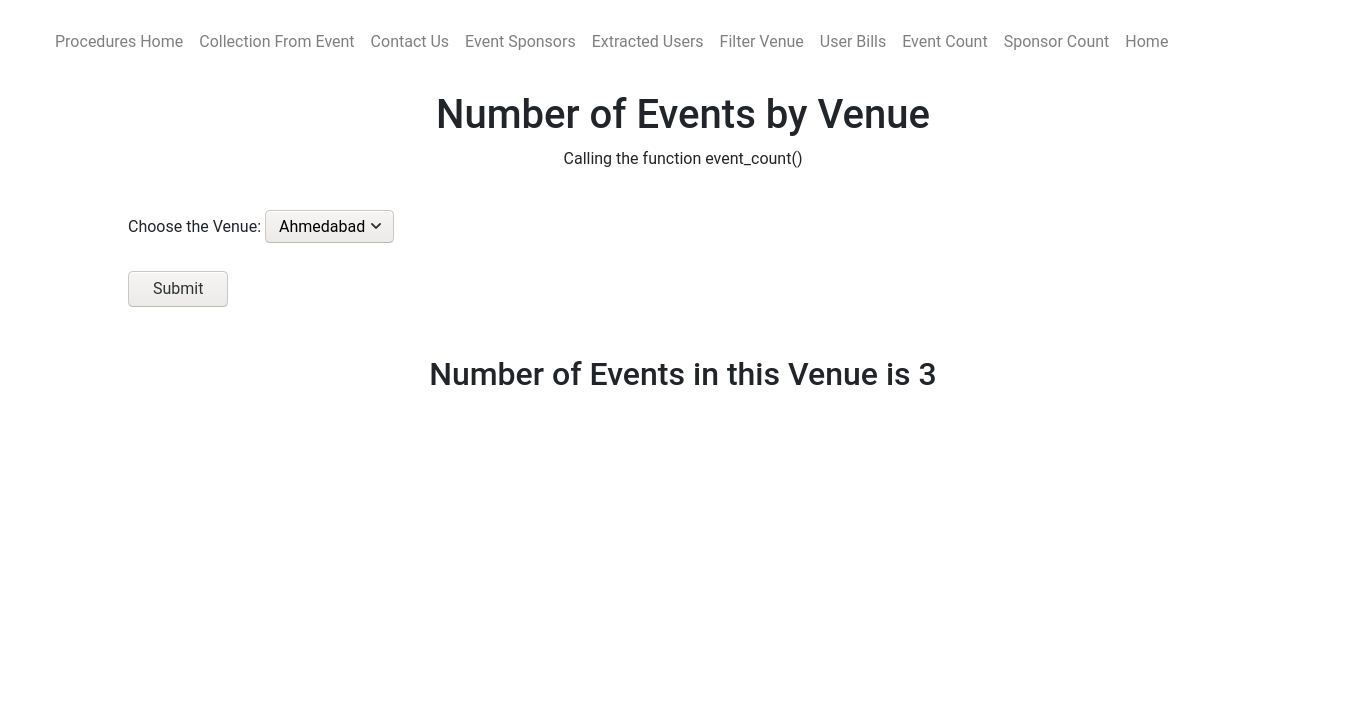 Procedures Home Collection From Event Contact Us Event Sponsors Extracted Users Filter Venue User Bills Event Count Sponsor Count Home
Number of Events by Venue
Calling the function event_count()
Choose the Venue: Ahmedabad
Submit
Number of Events in this Venue is 3